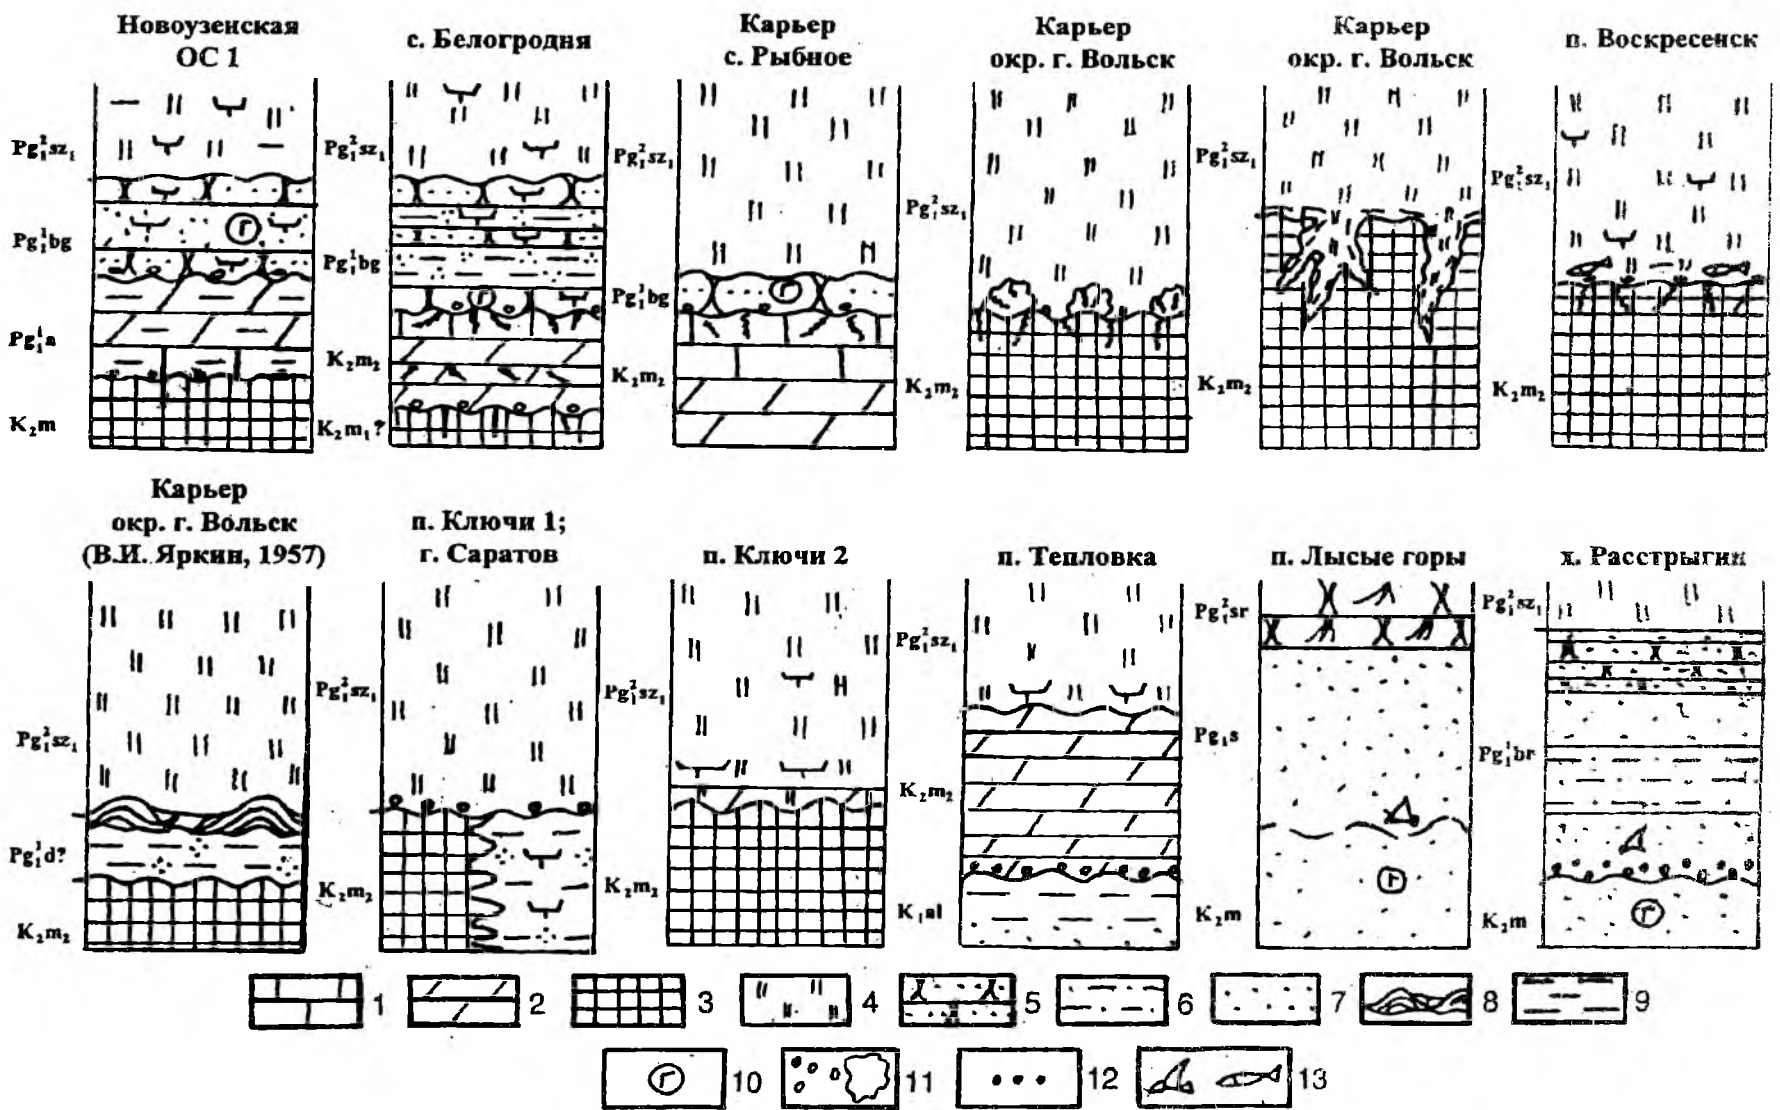 Новоузенская
ОС 1
с. Белогродня
Карьер
с. Рыбное
Карьер
окр. г. Вольск
Карьер
окр. г. Вольск
п. Воскресенск
Pg₁²sz₁
Pg₁¹bg
Pg₁¹a
K₂m
Pg₁²sz₁
Pg₁¹bg
K₂m₂
K₂m₁?
Pg₁²sz₁
Pg₁¹bg
K₂m₂
Pg₁²sz₁
K₂m₂
Pg₁²sz₁
K₂m₂
Pg₁²sz₁
K₂m₂
Карьер
окр. г. Вольск
(В.И. Яркин, 1957)
п. Ключи 1;
г. Саратов
п. Ключи 2
п. Тепловка
п. Лысые горы
х. Расстрыгин
Pg₁²sz₁
Pg₁¹d?
K₂m₂
Pg₁²sz₁
K₂m₂
Pg₁²sz₁
K₂m₂
Pg₁²sz₁
K₂m₂
K₁al
Pg₁²sr
Pg₁s
K₂m
Pg₁²sz₁
Pg₁¹br
K₂m
1 2 3 4 5 6 7 8 9
10 11 12 13